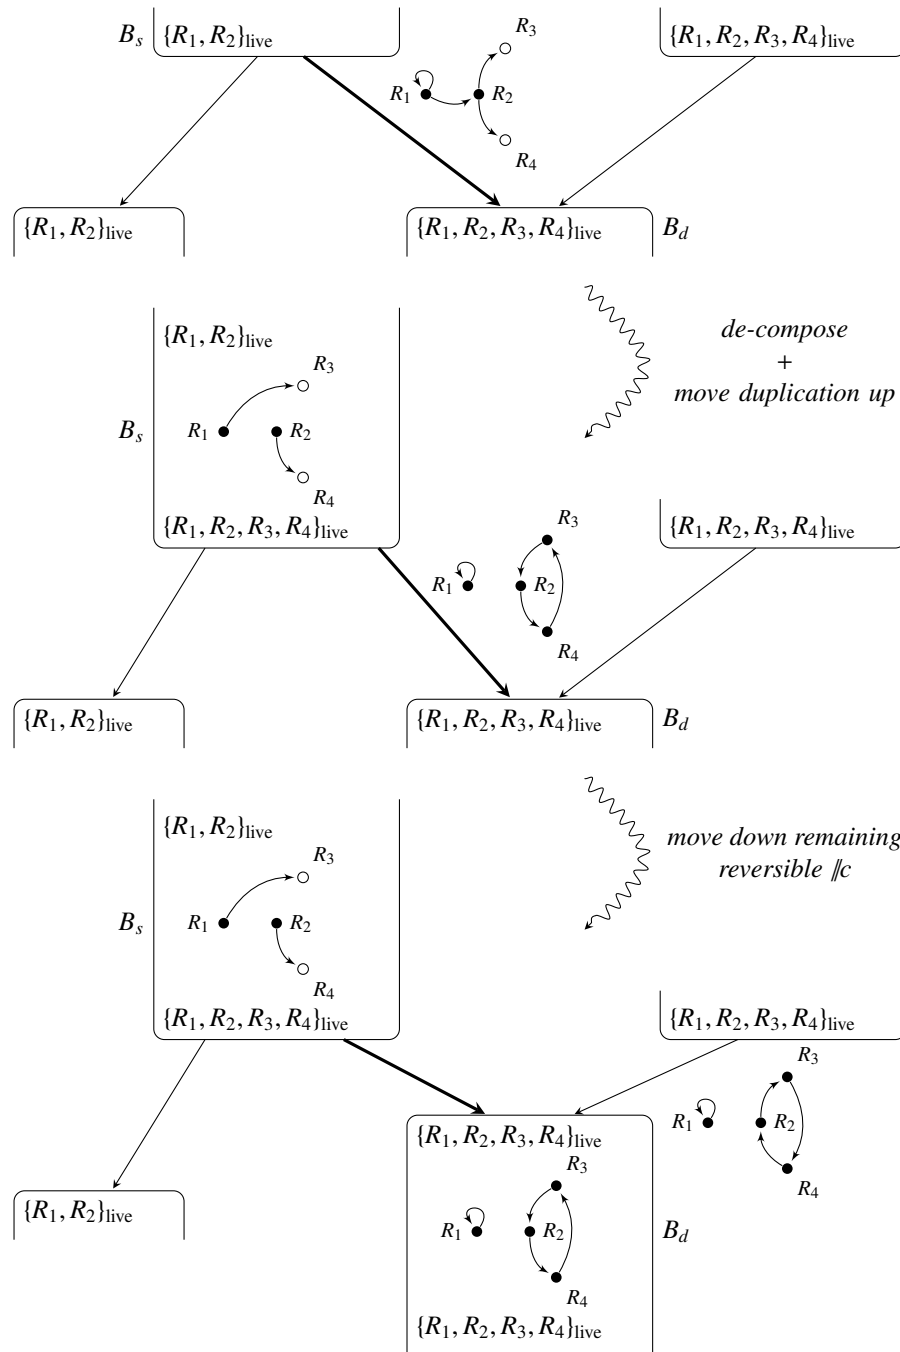 B_s {R_1, R_2}_live {R_1, R_2, R_3, R_4}_live
R_3
R_1 R_2
R_4
{R_1, R_2}_live {R_1, R_2, R_3, R_4}_live B_d
{R_1, R_2}_live
de-compose
+
move duplication up
R_3
B_s R_1 R_2
R_4
{R_1, R_2, R_3, R_4}_live {R_1, R_2, R_3, R_4}_live
R_3
R_1 R_2
R_4
{R_1, R_2}_live {R_1, R_2, R_3, R_4}_live B_d
{R_1, R_2}_live
move down remaining
reversible ∥c
R_3
B_s R_1 R_2
R_4
{R_1, R_2, R_3, R_4}_live {R_1, R_2, R_3, R_4}_live
R_3
R_1 R_2
R_4
{R_1, R_2, R_3, R_4}_live
R_3
{R_1, R_2}_live R_1 R_2 B_d
R_4
{R_1, R_2, R_3, R_4}_live